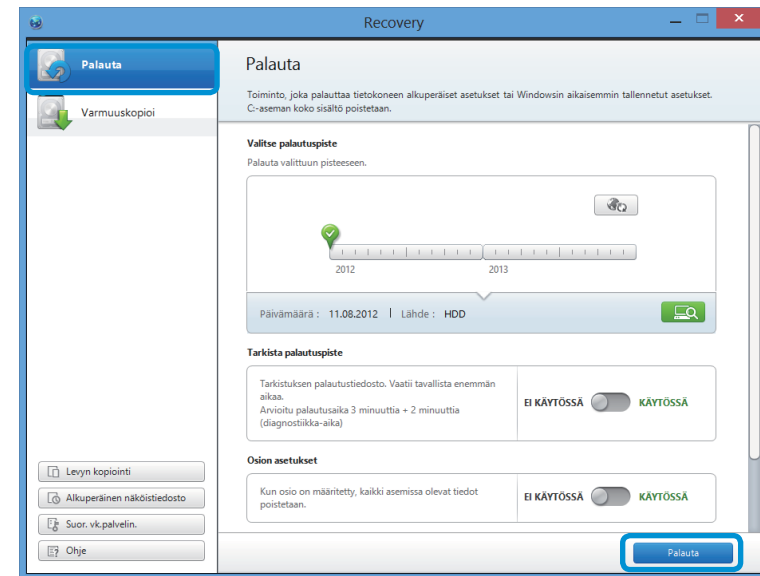 Recovery
Palauta
Varmuuskopioi
Levyn kopiointi
Alkuperäinen näköistiedosto
Suor. vk.palvelin.
Ohje
Palauta
Toiminto, joka palauttaa tietokoneen alkuperäiset asetukset tai Windowsin aikaisemmin tallennetut asetukset.
C:-aseman koko sisältö poistetaan.
Valitse palautuspiste
Palauta valittuun pisteeseen.
2012 2013
Päivämäärä : 11.08.2012 | Lähde : HDD
Tarkista palautuspiste
Tarkistuksen palautustiedosto. Vaatii tavallista enemmän
aikaa.
Arvioitu palautusaika 3 minuuttia + 2 minuuttia
(diagnostiikka-aika)
EI KÄYTÖSSÄ KÄYTÖSSÄ
Osion asetukset
Kun osio on määritetty, kaikki asemissa olevat tiedot
poistetaan.
EI KÄYTÖSSÄ KÄYTÖSSÄ
Palauta